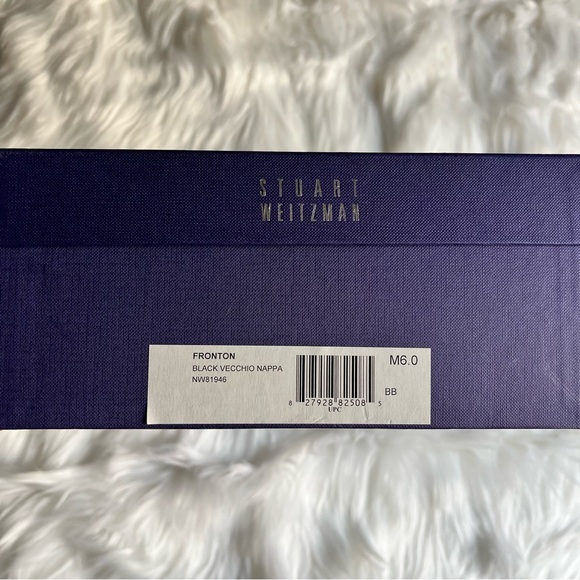 STUART
WEITZMAN
FRONTON
BLACK VECCHIO NAPPA
NW81946
M6.0
BB
8 27928 82508 5
UPC